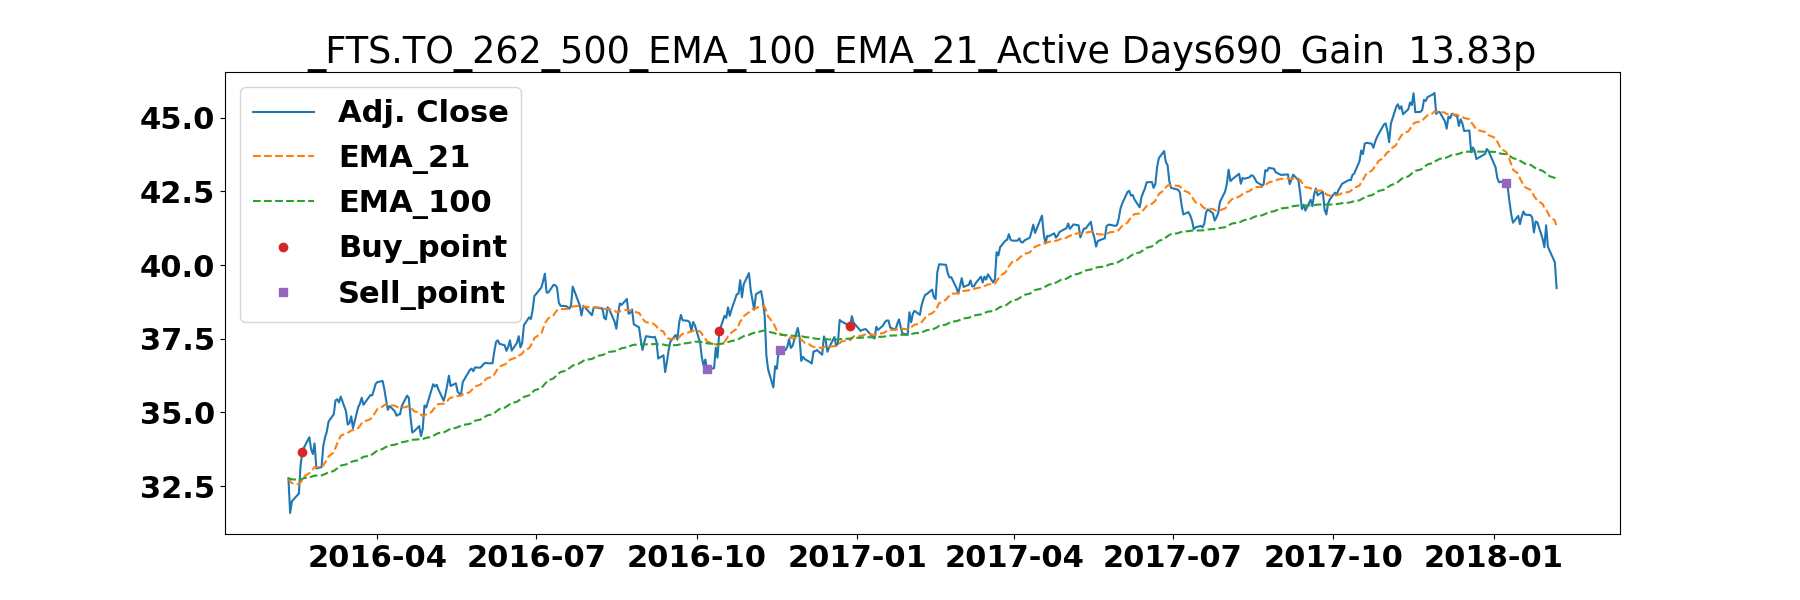 _FTS.TO_262_500_EMA_100_EMA_21_Active Days690_Gain  13.83p
Adj. Close
EMA_21
EMA_100
Buy_point
Sell_point
45.0
42.5
40.0
37.5
35.0
32.5
2016-04 2016-07 2016-10 2017-01 2017-04 2017-07 2017-10 2018-01